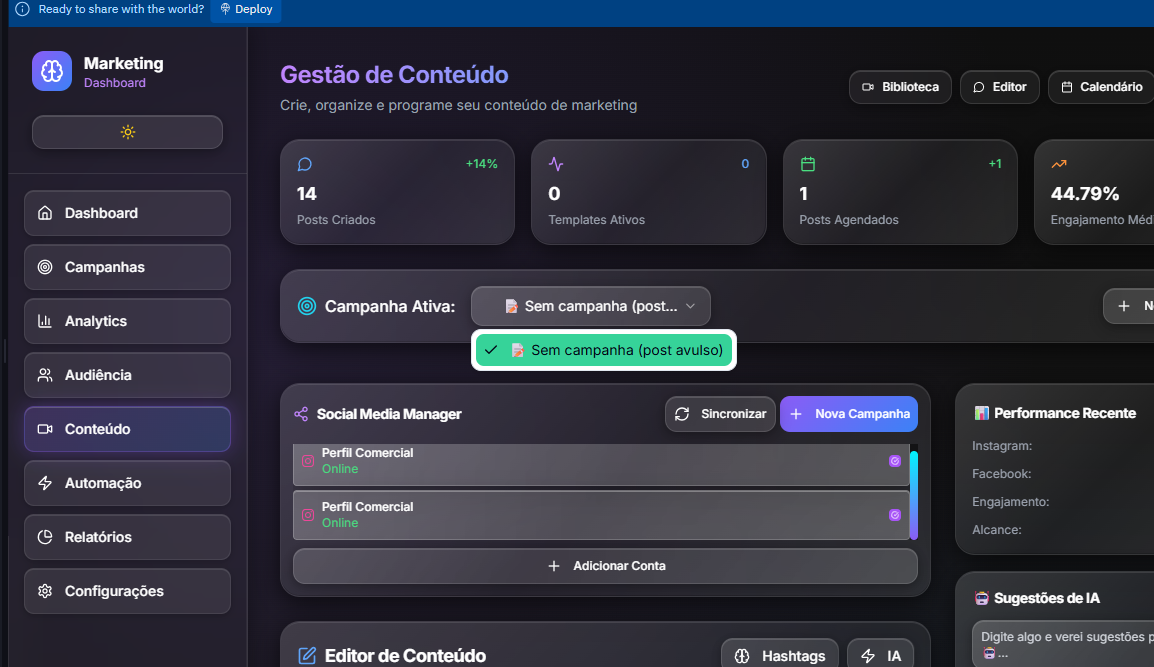 Ready to share with the world?
Deploy
Marketing
Dashboard
Dashboard
Campanhas
Analytics
Audiência
Conteúdo
Automação
Relatórios
Configurações
Gestão de Conteúdo
Crie, organize e programe seu conteúdo de marketing
Biblioteca
Editor
Calendário
+14%
14
Posts Criados
0
0
Templates Ativos
+1
1
Posts Agendados
44.79%
Engajamento Méd
Campanha Ativa:
📝 Sem campanha (post...
N
📝 Sem campanha (post avulso)
Social Media Manager
Sincronizar
Nova Campanha
Perfil Comercial
Online
Perfil Comercial
Online
Adicionar Conta
📊 Performance Recente
Instagram:
Facebook:
Engajamento:
Alcance:
🤖 Sugestões de IA
Digite algo e verei sugestões p
🤖...
Editor de Conteúdo
Hashtags
IA